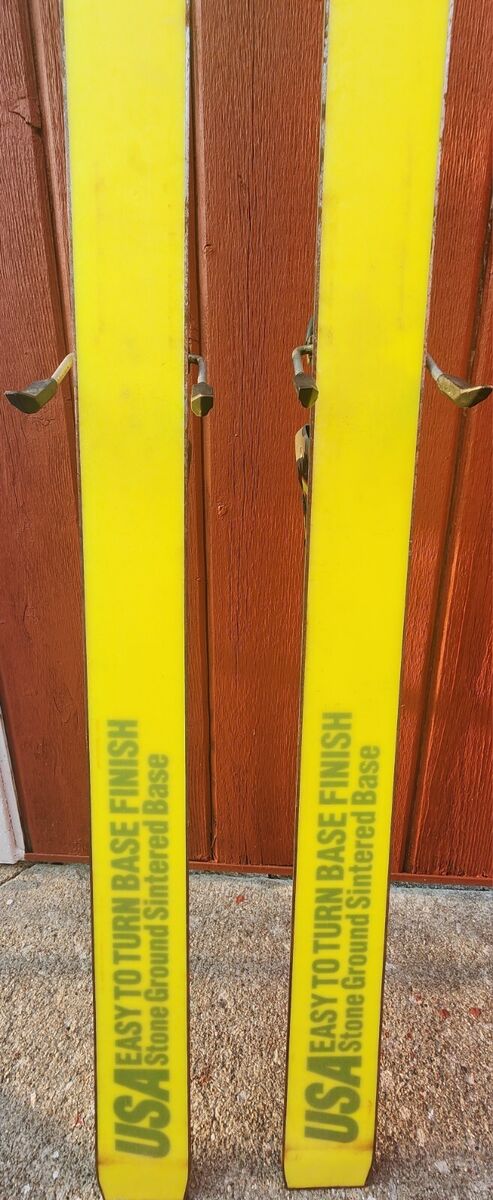 USA
EASY TO TURN BASE FINISH
Stone Ground Sintered Base
USA
EASY TO TURN BASE FINISH
Stone Ground Sintered Base